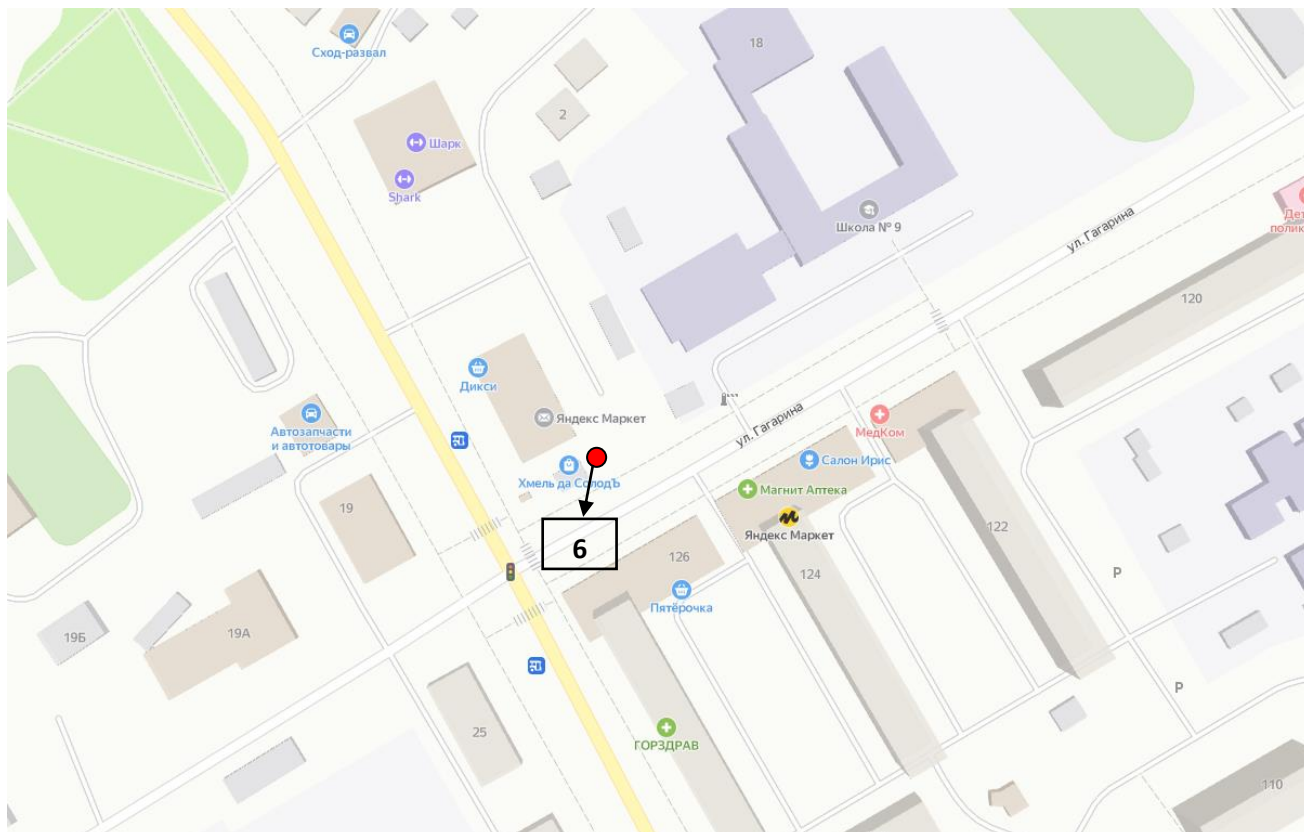 18
Сход-развал
2
Шарк
Shark
Школа № 9
ул. Гагарина
120
Дикси
Яндекс Маркет
ул. Гагарина
МедКом
Автозапчасти
и автотовары
Салон Ирис
Хмель да СолодЪ
Магнит Аптека
19
6
Яндекс Маркет
122
126
124
P
Пятёрочка
19Б
19А
P
25
ГОРЗДРАВ
110